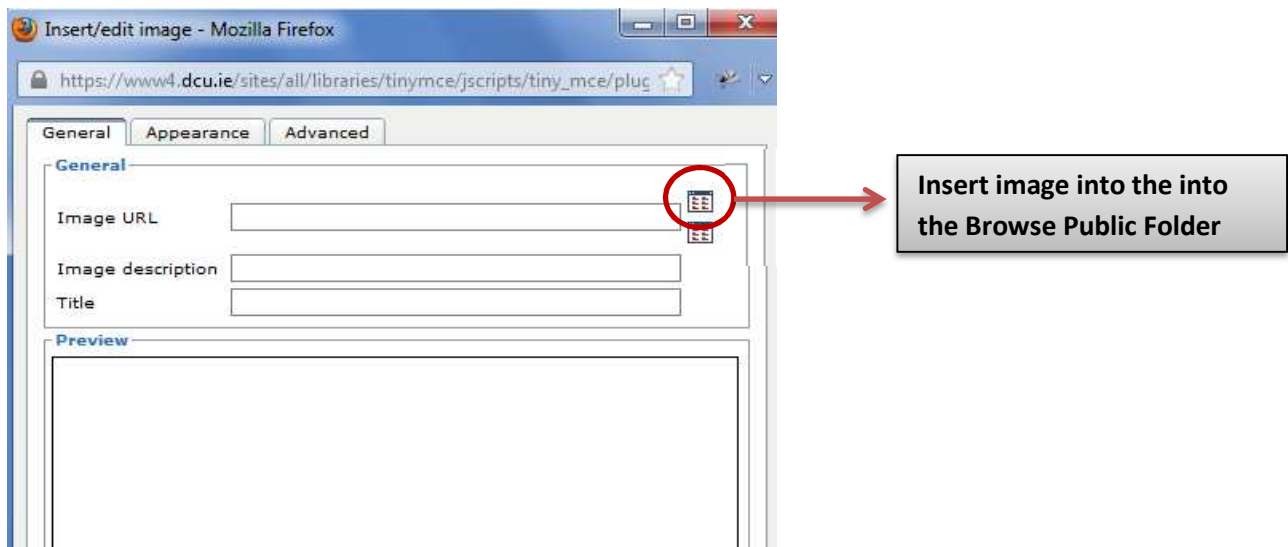 Insert/edit image - Mozilla Firefox
https://www4.dcu.ie/sites/all/libraries/tinymce/jscripts/tiny_mce/plug
General Appearance Advanced
General
Image URL
Image description
Title
Preview
Insert image into the into
the Browse Public Folder